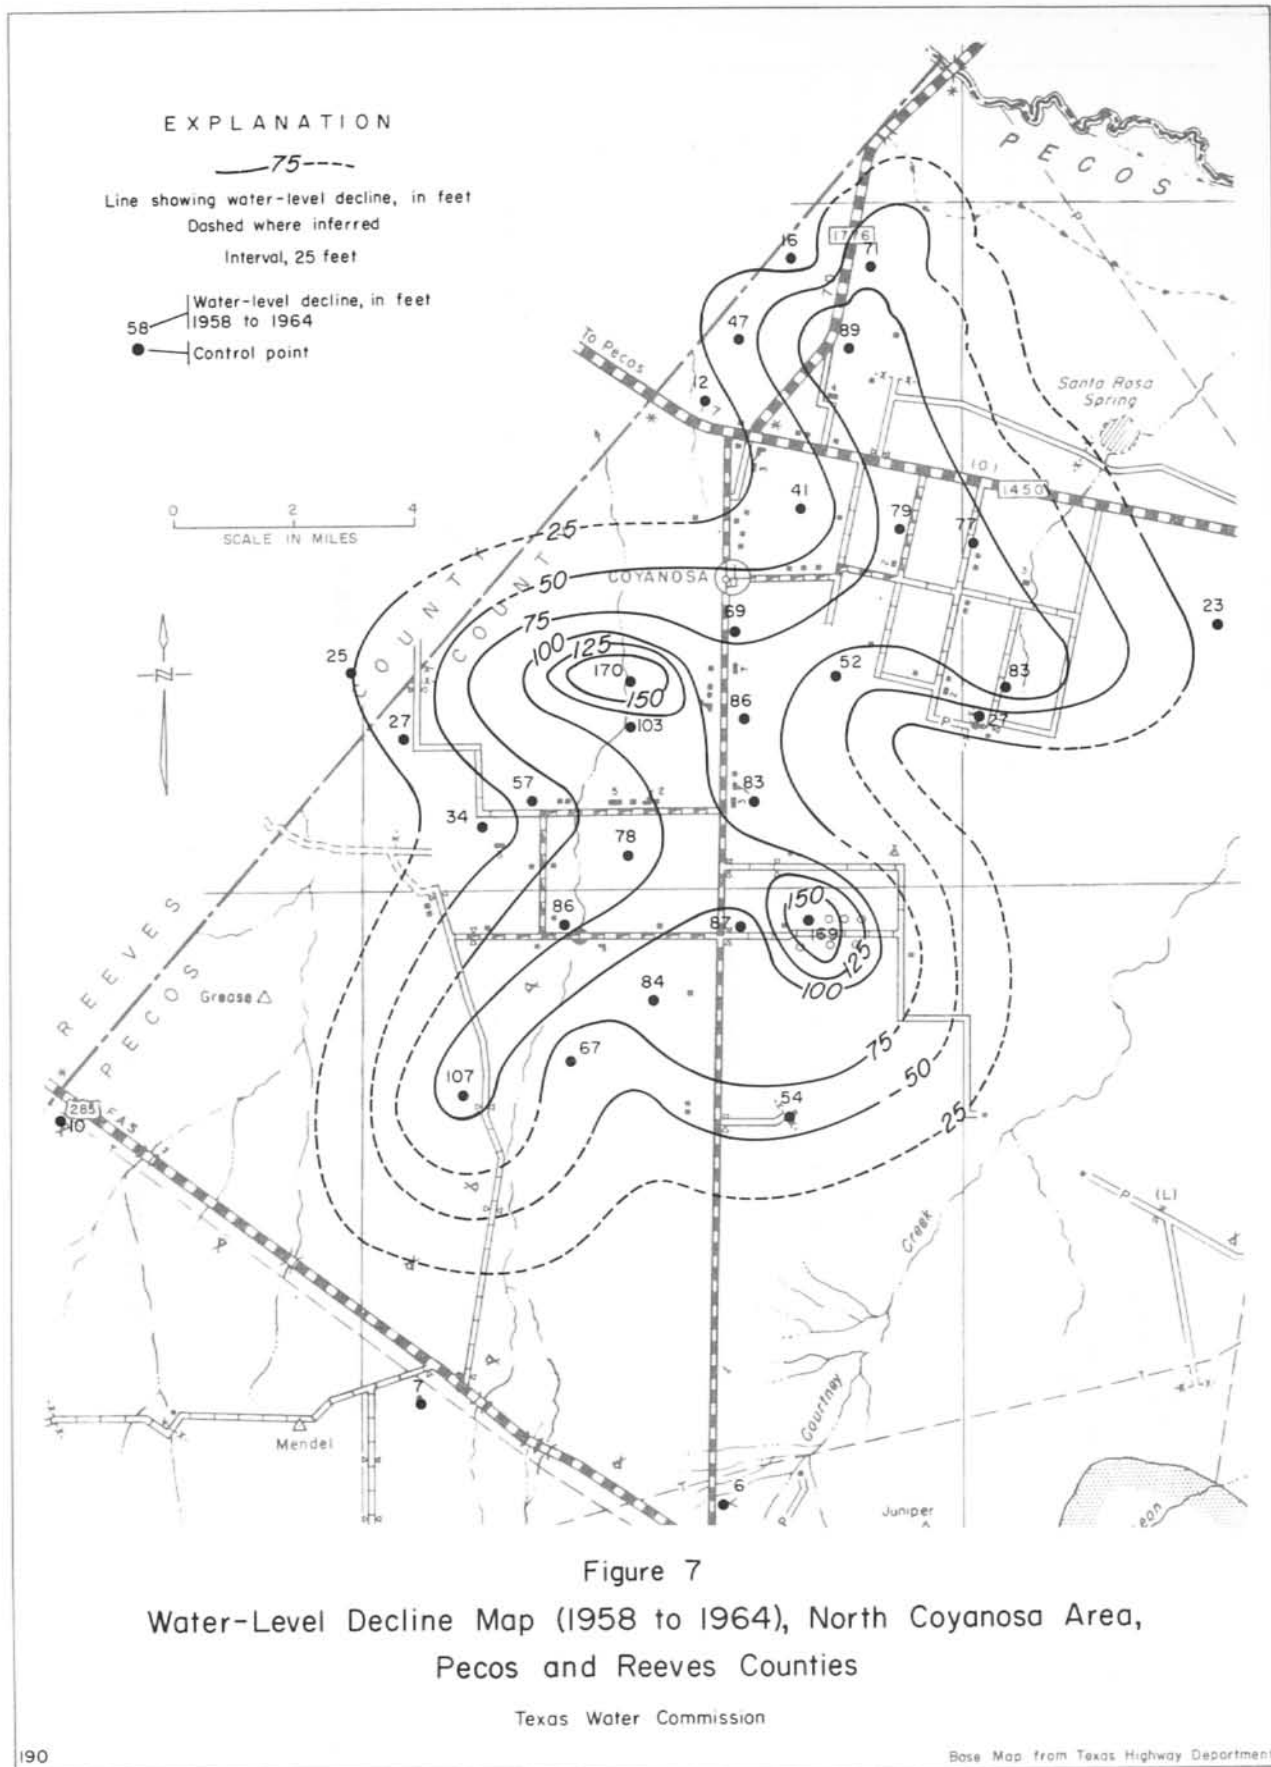 EXPLANATION
75
Line showing water-level decline, in feet
Dashed where inferred
Interval, 25 feet
Water-level decline, in feet
1958 to 1964
58
Control point
PECOS
1776
16
71
47
89
To Pecos
2
7
Santa Rosa
Spring
101
1450
0 2 4
SCALE IN MILES
41
79
77
25
50
COYANOSA
COUNTY
COUNTY
75
69
23
100
125
25
170
150
52
83
27
86
27
103
57
83
34
78
REEVES
PECOS
86
87
150
169
125
100
Grease
84
67
75
50
107
54
25
285
10
FAS
(L)
Creek
7
Mendel
Courtney
6
Juniper
Figure 7
Water-Level Decline Map (1958 to 1964), North Coyanosa Area,
Pecos and Reeves Counties
Texas Water Commission
190
Base Map from Texas Highway Department